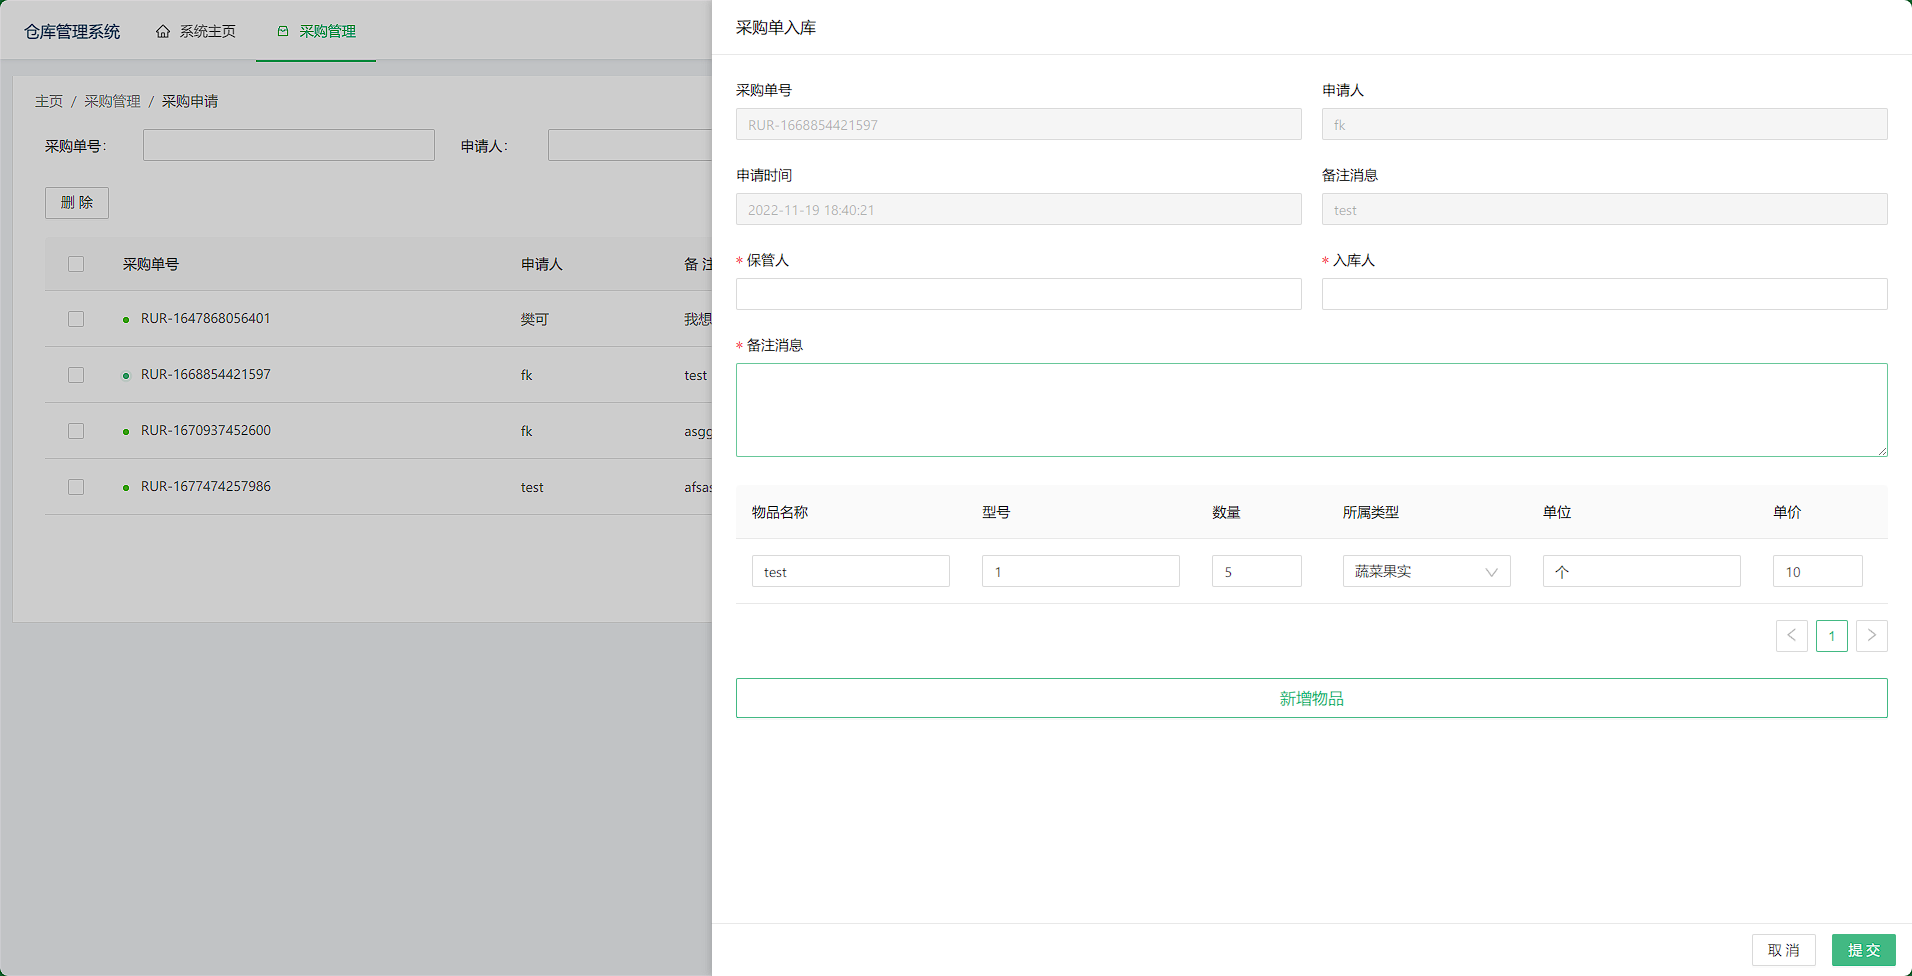 仓库管理系统 系统主页 采购管理
主页 / 采购管理 / 采购申请
采购单号: 申请人:
删 除
采购单号 申请人 备 注
RUR-1647868056401 樊可 我想
RUR-1668854421597 fk test
RUR-1670937452600 fk asgg
RUR-1677474257986 test afsas
采购单入库
采购单号 申请人
RUR-1668854421597 fk
申请时间 备注消息
2022-11-19 18:40:21 test
* 保管人 * 入库人
* 备注消息
物品名称 型号 数量 所属类型 单位 单价
test 1 5 蔬菜果实 个 10
< 1 >
新增物品
取 消 提 交